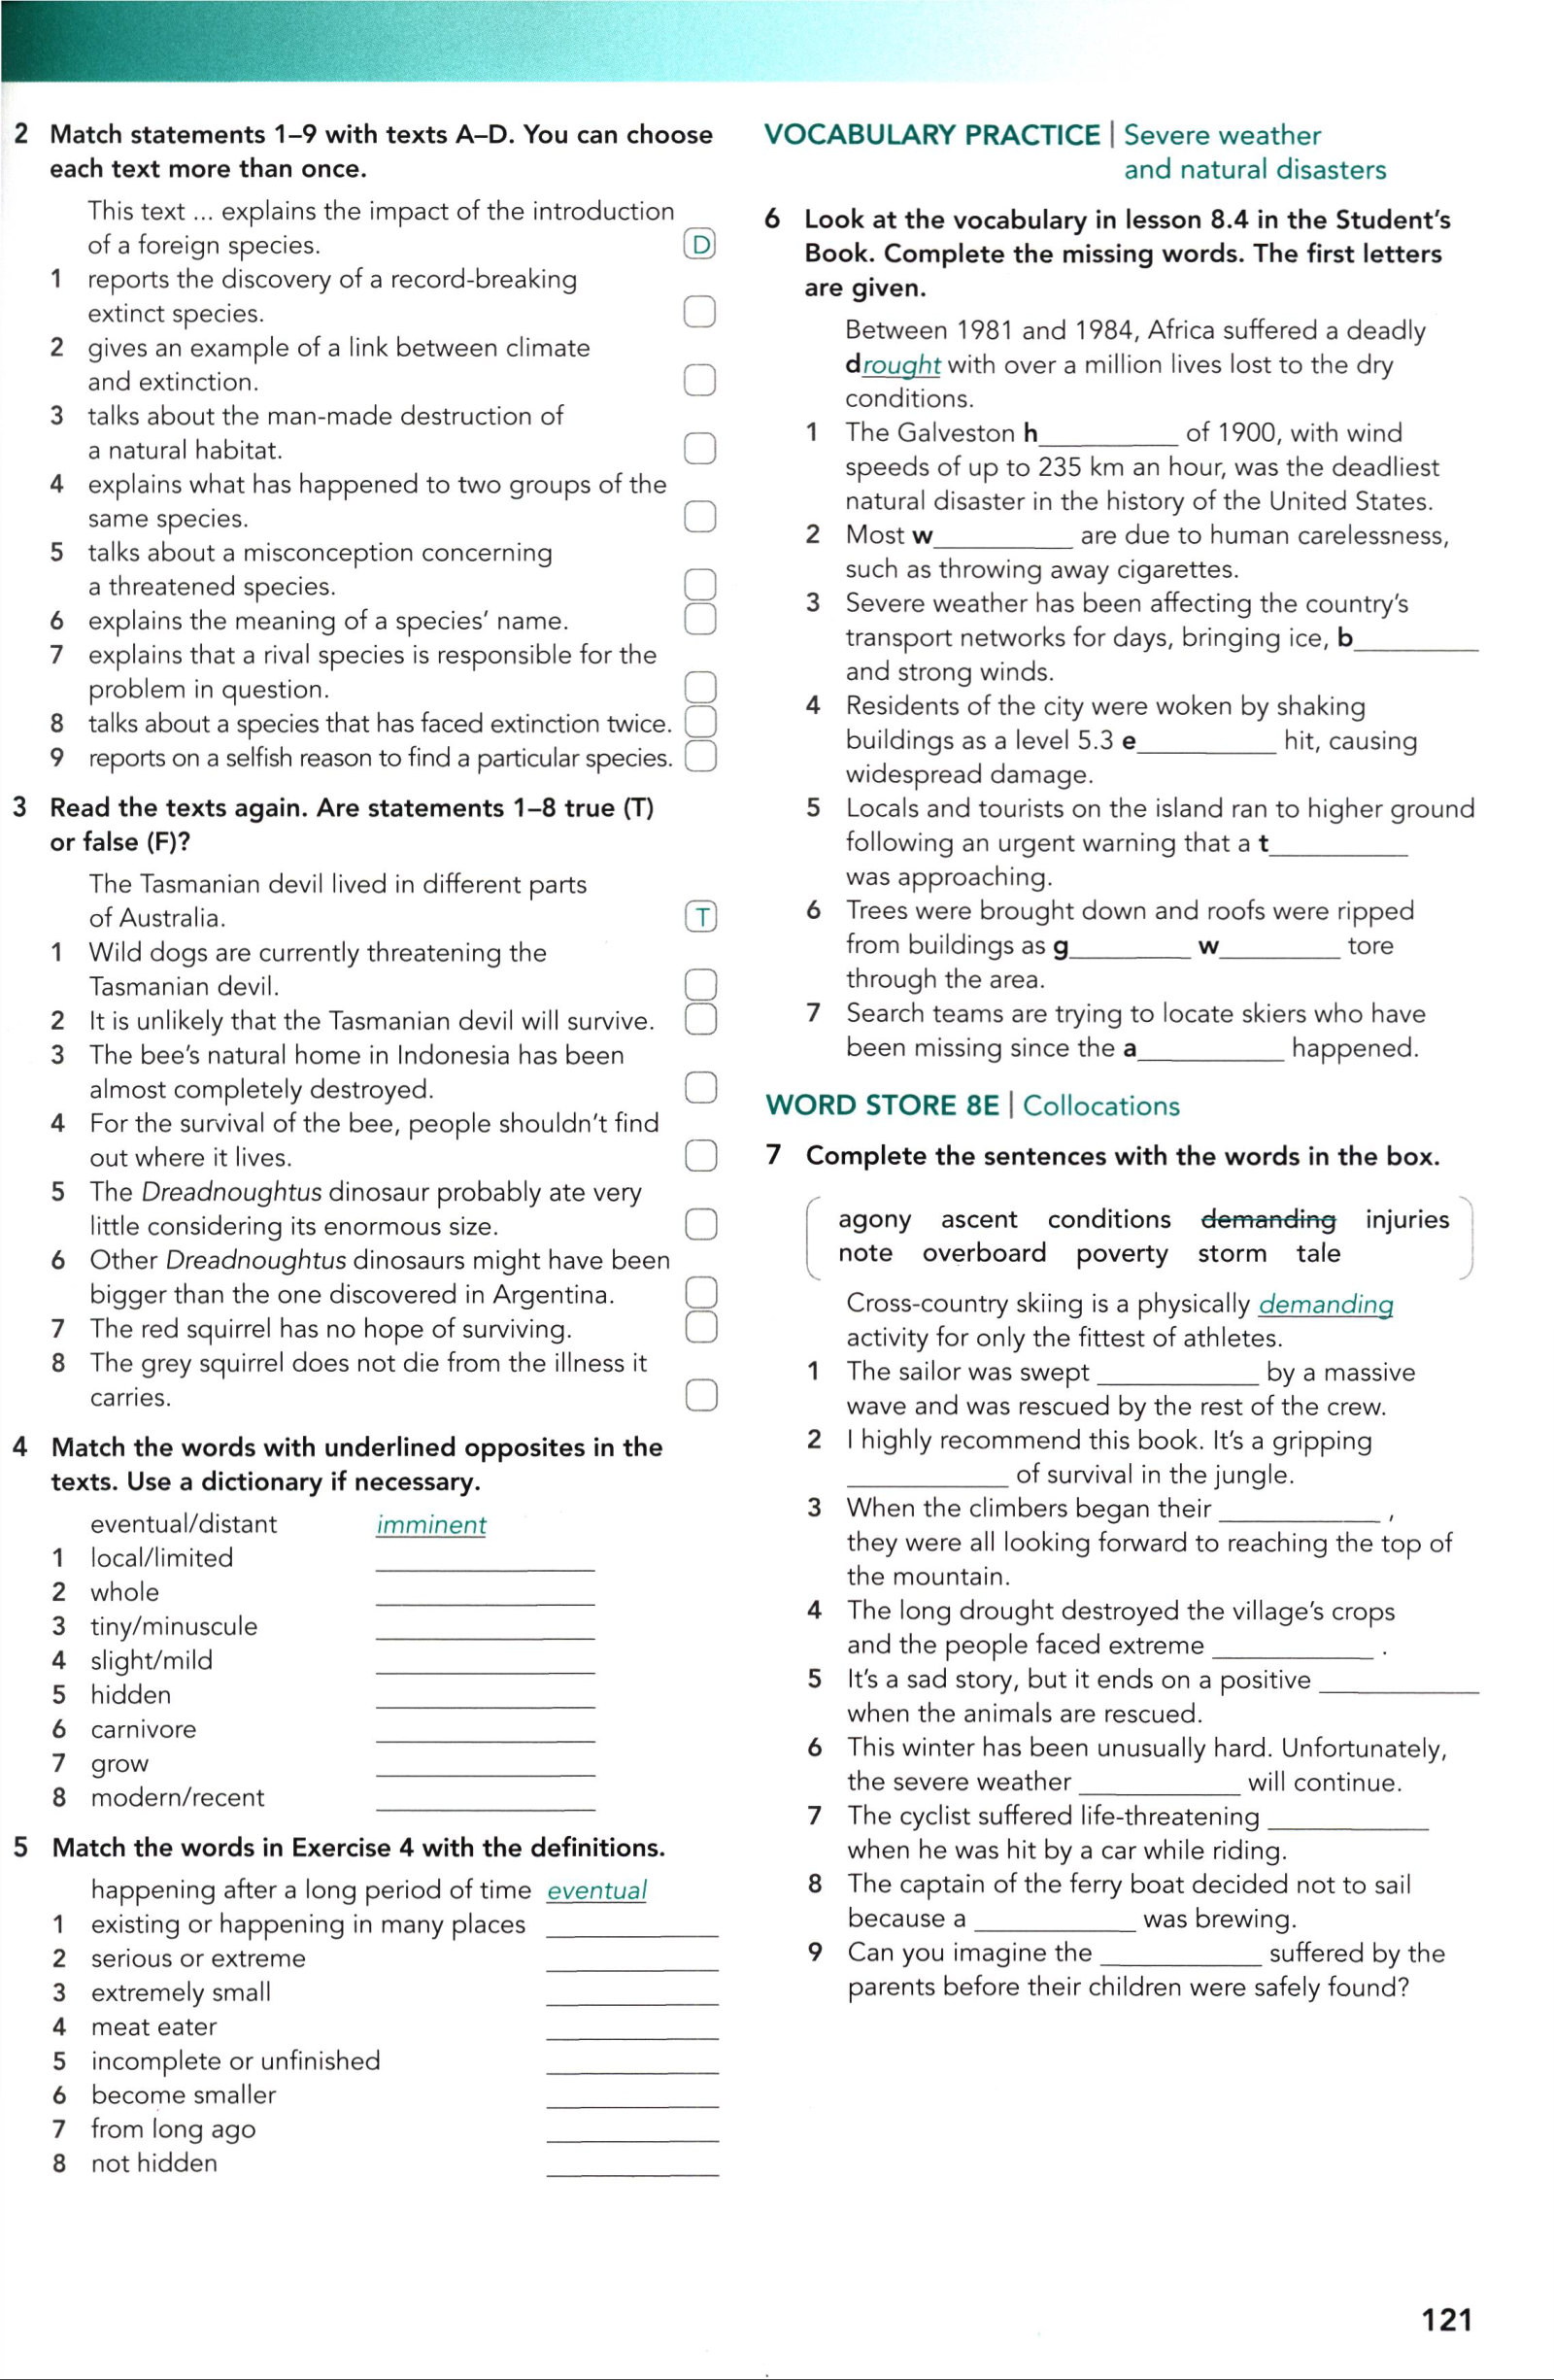 2 Match statements 1–9 with texts A–D. You can choose
each text more than once.
This text ... explains the impact of the introduction
of a foreign species. D
1 reports the discovery of a record-breaking
extinct species.
2 gives an example of a link between climate
and extinction.
3 talks about the man-made destruction of
a natural habitat.
4 explains what has happened to two groups of the
same species.
5 talks about a misconception concerning
a threatened species.
6 explains the meaning of a species' name.
7 explains that a rival species is responsible for the
problem in question.
8 talks about a species that has faced extinction twice.
9 reports on a selfish reason to find a particular species.
3 Read the texts again. Are statements 1–8 true (T)
or false (F)?
The Tasmanian devil lived in different parts
of Australia. T
1 Wild dogs are currently threatening the
Tasmanian devil.
2 It is unlikely that the Tasmanian devil will survive.
3 The bee's natural home in Indonesia has been
almost completely destroyed.
4 For the survival of the bee, people shouldn't find
out where it lives.
5 The Dreadnoughtus dinosaur probably ate very
little considering its enormous size.
6 Other Dreadnoughtus dinosaurs might have been
bigger than the one discovered in Argentina.
7 The red squirrel has no hope of surviving.
8 The grey squirrel does not die from the illness it
carries.
4 Match the words with underlined opposites in the
texts. Use a dictionary if necessary.
eventual/distant imminent
1 local/limited ____________
2 whole ____________
3 tiny/minuscule ____________
4 slight/mild ____________
5 hidden ____________
6 carnivore ____________
7 grow ____________
8 modern/recent ____________
5 Match the words in Exercise 4 with the definitions.
happening after a long period of time eventual
1 existing or happening in many places ____________
2 serious or extreme ____________
3 extremely small ____________
4 meat eater ____________
5 incomplete or unfinished ____________
6 become smaller ____________
7 from long ago ____________
8 not hidden ____________
VOCABULARY PRACTICE | Severe weather
and natural disasters
6 Look at the vocabulary in lesson 8.4 in the Student's
Book. Complete the missing words. The first letters
are given.
Between 1981 and 1984, Africa suffered a deadly
drought with over a million lives lost to the dry
conditions.
1 The Galveston h__________ of 1900, with wind
speeds of up to 235 km an hour, was the deadliest
natural disaster in the history of the United States.
2 Most w__________ are due to human carelessness,
such as throwing away cigarettes.
3 Severe weather has been affecting the country's
transport networks for days, bringing ice, b__________
and strong winds.
4 Residents of the city were woken by shaking
buildings as a level 5.3 e__________ hit, causing
widespread damage.
5 Locals and tourists on the island ran to higher ground
following an urgent warning that a t__________
was approaching.
6 Trees were brought down and roofs were ripped
from buildings as g__________ w__________ tore
through the area.
7 Search teams are trying to locate skiers who have
been missing since the a__________ happened.
WORD STORE 8E | Collocations
7 Complete the sentences with the words in the box.
agony ascent conditions demanding injuries
note overboard poverty storm tale
Cross-country skiing is a physically demanding
activity for only the fittest of athletes.
1 The sailor was swept ____________ by a massive
wave and was rescued by the rest of the crew.
2 I highly recommend this book. It's a gripping
____________ of survival in the jungle.
3 When the climbers began their ____________ ,
they were all looking forward to reaching the top of
the mountain.
4 The long drought destroyed the village's crops
and the people faced extreme ____________ .
5 It's a sad story, but it ends on a positive ____________
when the animals are rescued.
6 This winter has been unusually hard. Unfortunately,
the severe weather ____________ will continue.
7 The cyclist suffered life-threatening ____________
when he was hit by a car while riding.
8 The captain of the ferry boat decided not to sail
because a ____________ was brewing.
9 Can you imagine the ____________ suffered by the
parents before their children were safely found?
121